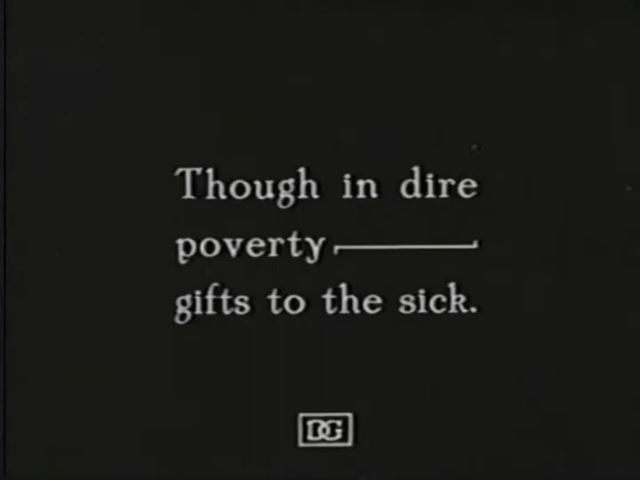 Though in dire
poverty———
gifts to the sick.
DG